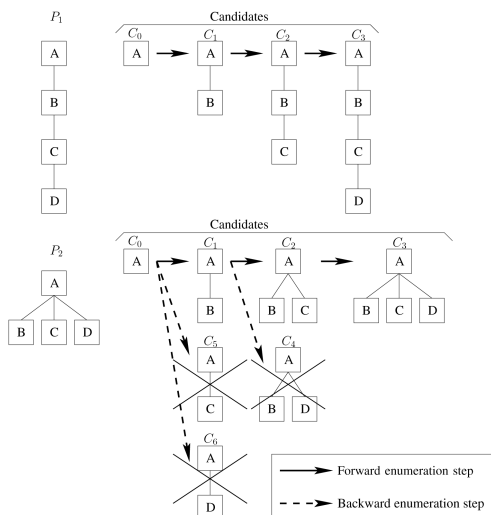 P1 Candidates
C0 C1 C2 C3
A A A A A
B B B B
C C C
D D
Candidates
P2 C0 C1 C2 C3
A A A A
A
B B C B C D
B C D
C5 C4
A A
C B D
C6
A
Forward enumeration step
D
Backward enumeration step